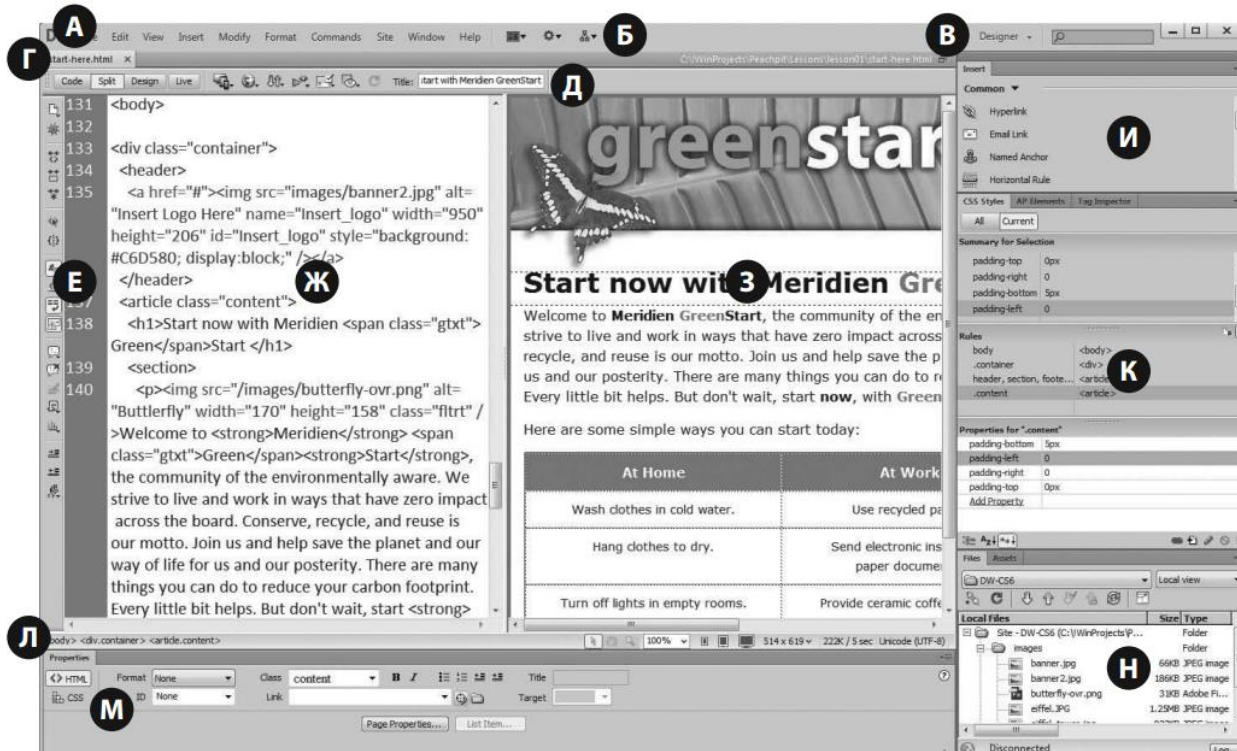 А
Б
В
Edit View Insert Modify Format Commands Site Window Help
Designer
Г
start-here.html ×
C:\WinProjects\Peachpit\Lessons\lesson01\start-here.html
Д
Code Split Design Live Title: start with Meridien GreenStart
131 <body>
132
133 <div class="container">
134 <header>
135 <a href="#"><img src="images/banner2.jpg" alt=
"Insert Logo Here" name="Insert_logo" width="950"
height="206" id="Insert_logo" style="background:
#C6D580; display:block;" /></a>
</header>
137 <article class="content">
138 <h1>Start now with Meridien <span class="gtxt">
Green</span>Start </h1>
139 <section>
140 <p><img src="/images/butterfly-ovr.png" alt=
"Buttlerfly" width="170" height="158" class="fltrt" /
>Welcome to <strong>Meridien</strong> <span
class="gtxt">Green</span><strong>Start</strong>,
the community of the environmentally aware. We
strive to live and work in ways that have zero impact
across the board. Conserve, recycle, and reuse is
our motto. Join us and help save the planet and our
way of life for us and our posterity. There are many
things you can do to reduce your carbon footprint.
Every little bit helps. But don't wait, start <strong>
Е
Ж
greenstar
З
Start now with Meridien Gre
Welcome to Meridien GreenStart, the community of the en
strive to live and work in ways that have zero impact across
recycle, and reuse is our motto. Join us and help save the p
us and our posterity. There are many things you can do to r
Every little bit helps. But don't wait, start now, with Green
Here are some simple ways you can start today:
At Home At Work
Wash clothes in cold water. Use recycled pa
Hang clothes to dry. Send electronic ins
paper documen
Turn off lights in empty rooms. Provide ceramic coffe
Insert
Common
Hyperlink
Email Link
Named Anchor
Horizontal Rule
И
CSS Styles AP Elements Tag Inspector
All Current
Summary for Selection
padding-top 0px
padding-right 0
padding-bottom 5px
padding-left 0
Rules
body <body>
.container <div>
header, section, foote... <article>
.content <article>
К
Properties for ".content"
padding-bottom 5px
padding-left 0
padding-right 0
padding-top 0px
Add Property
Files Assets
DW-CS6 Local view
Local Files Size Type
Site - DW-CS6 (C:\WinProjects\P... Folder
images Folder
banner.jpg 66KB JPEG image
banner2.jpg 186KB JPEG image
butterfly-ovr.png 31KB Adobe Fi...
eiffel.JPG 1.25MB JPEG image
Н
Disconnected Log
Л
body> <div.container> <article.content>
100% 514 x 619 222K / 5 sec Unicode (UTF-8)
Properties
<> HTML Format None Class content B I Title
CSS ID None Link Target
М
Page Properties... List Item...